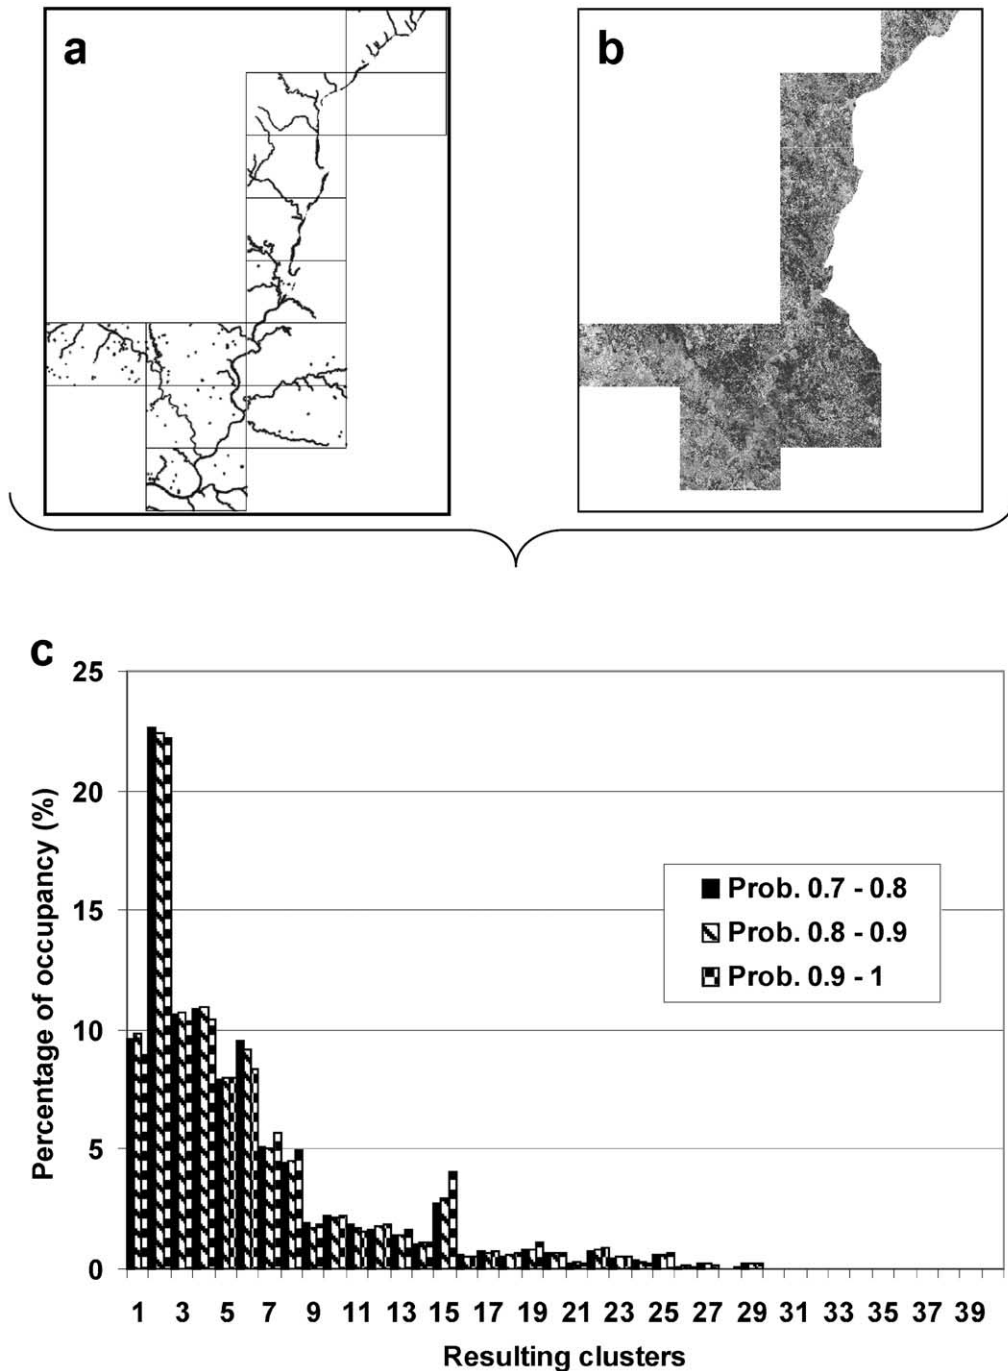 a
b
c
25
20
15
10
5
0
Percentage of occupancy (%)
Prob. 0.7 - 0.8
Prob. 0.8 - 0.9
Prob. 0.9 - 1
1 3 5 7 9 11 13 15 17 19 21 23 25 27 29 31 33 35 37 39
Resulting clusters